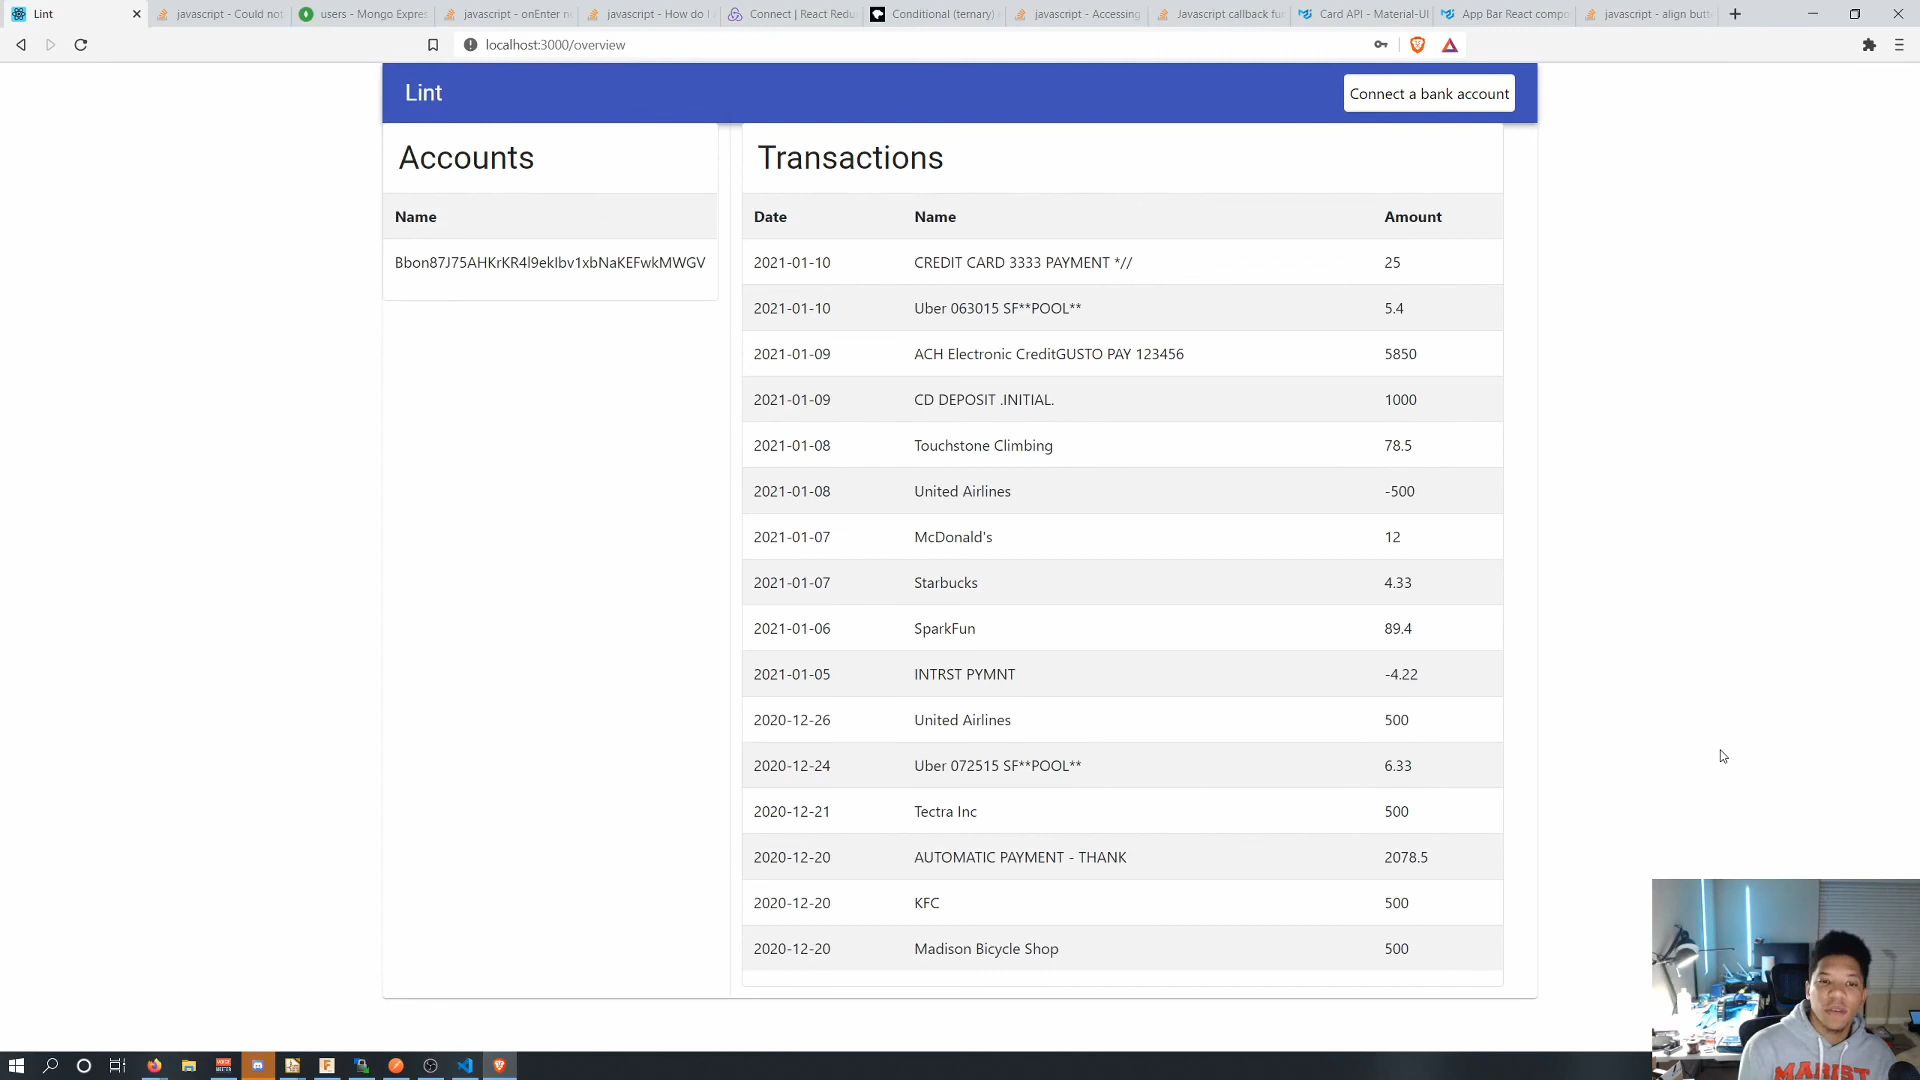 Lint
javascript - Could not
users - Mongo Expres
javascript - onEnter n
javascript - How do I
Connect | React Redu
Conditional (ternary)
javascript - Accessing
Javascript callback fun
Card API - Material-UI
App Bar React compo
javascript - align butt
localhost:3000/overview
Lint
Connect a bank account
Accounts
Name
Transactions
Date Name Amount
2021-01-10 CREDIT CARD 3333 PAYMENT *// 25
2021-01-10 Uber 063015 SF**POOL** 5.4
2021-01-09 ACH Electronic CreditGUSTO PAY 123456 5850
2021-01-09 CD DEPOSIT .INITIAL. 1000
2021-01-08 Touchstone Climbing 78.5
2021-01-08 United Airlines -500
2021-01-07 McDonald's 12
2021-01-07 Starbucks 4.33
2021-01-06 SparkFun 89.4
2021-01-05 INTRST PYMNT -4.22
2020-12-26 United Airlines 500
2020-12-24 Uber 072515 SF**POOL** 6.33
2020-12-21 Tectra Inc 500
2020-12-20 AUTOMATIC PAYMENT - THANK 2078.5
2020-12-20 KFC 500
2020-12-20 Madison Bicycle Shop 500
MARIST